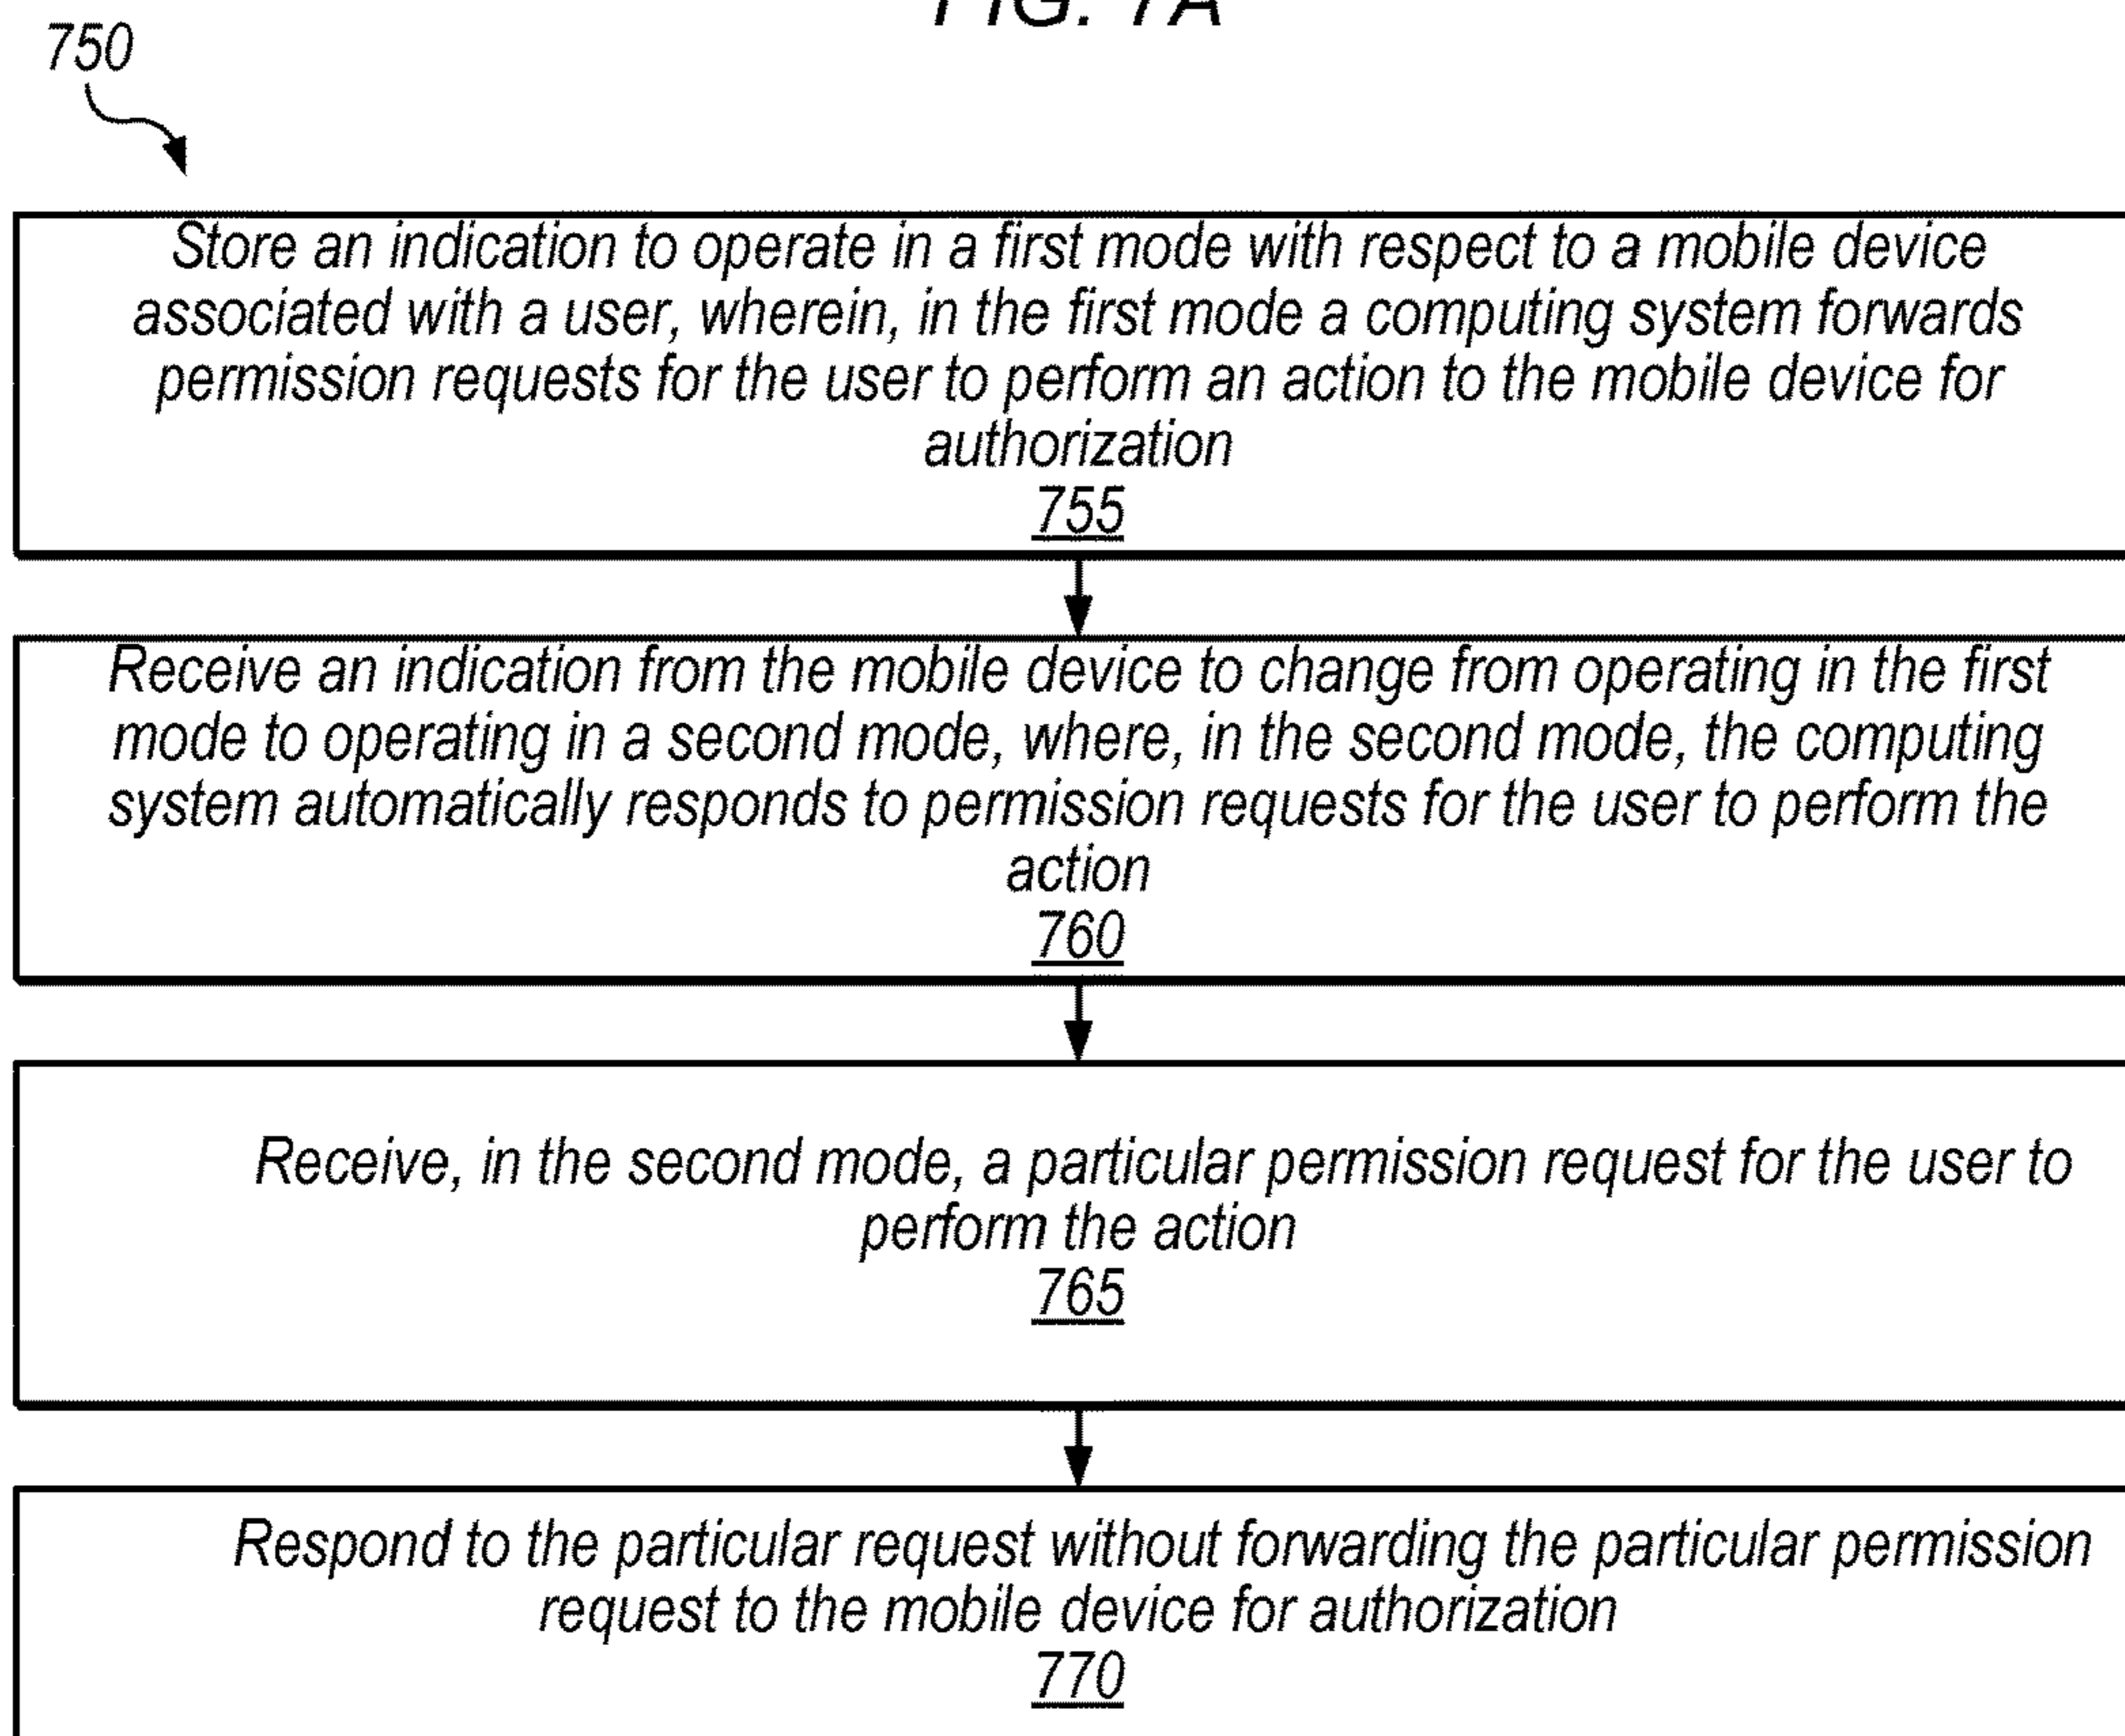 FIG. 7A
750
Store an indication to operate in a first mode with respect to a mobile device
associated with a user, wherein, in the first mode a computing system forwards
permission requests for the user to perform an action to the mobile device for
authorization
755
Receive an indication from the mobile device to change from operating in the first
mode to operating in a second mode, where, in the second mode, the computing
system automatically responds to permission requests for the user to perform the
action
760
Receive, in the second mode, a particular permission request for the user to
perform the action
765
Respond to the particular request without forwarding the particular permission
request to the mobile device for authorization
770